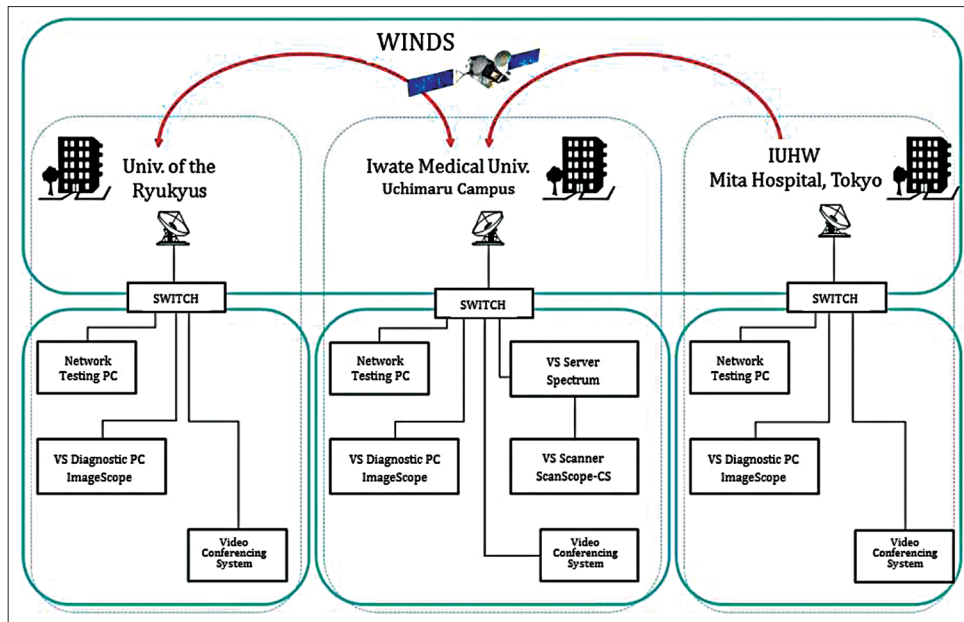 WINDS
Univ. of the
Ryukyus
Iwate Medical Univ.
Uchimaru Campus
IUHW
Mita Hospital, Tokyo
SWITCH
SWITCH
SWITCH
Network
Testing PC
VS Diagnostic PC
ImageScope
Video
Conferencing
System
Network
Testing PC
VS Server
Spectrum
VS Diagnostic PC
ImageScope
VS Scanner
ScanScope-CS
Video
Conferencing
System
Network
Testing PC
VS Diagnostic PC
ImageScope
Video
Conferencing
System